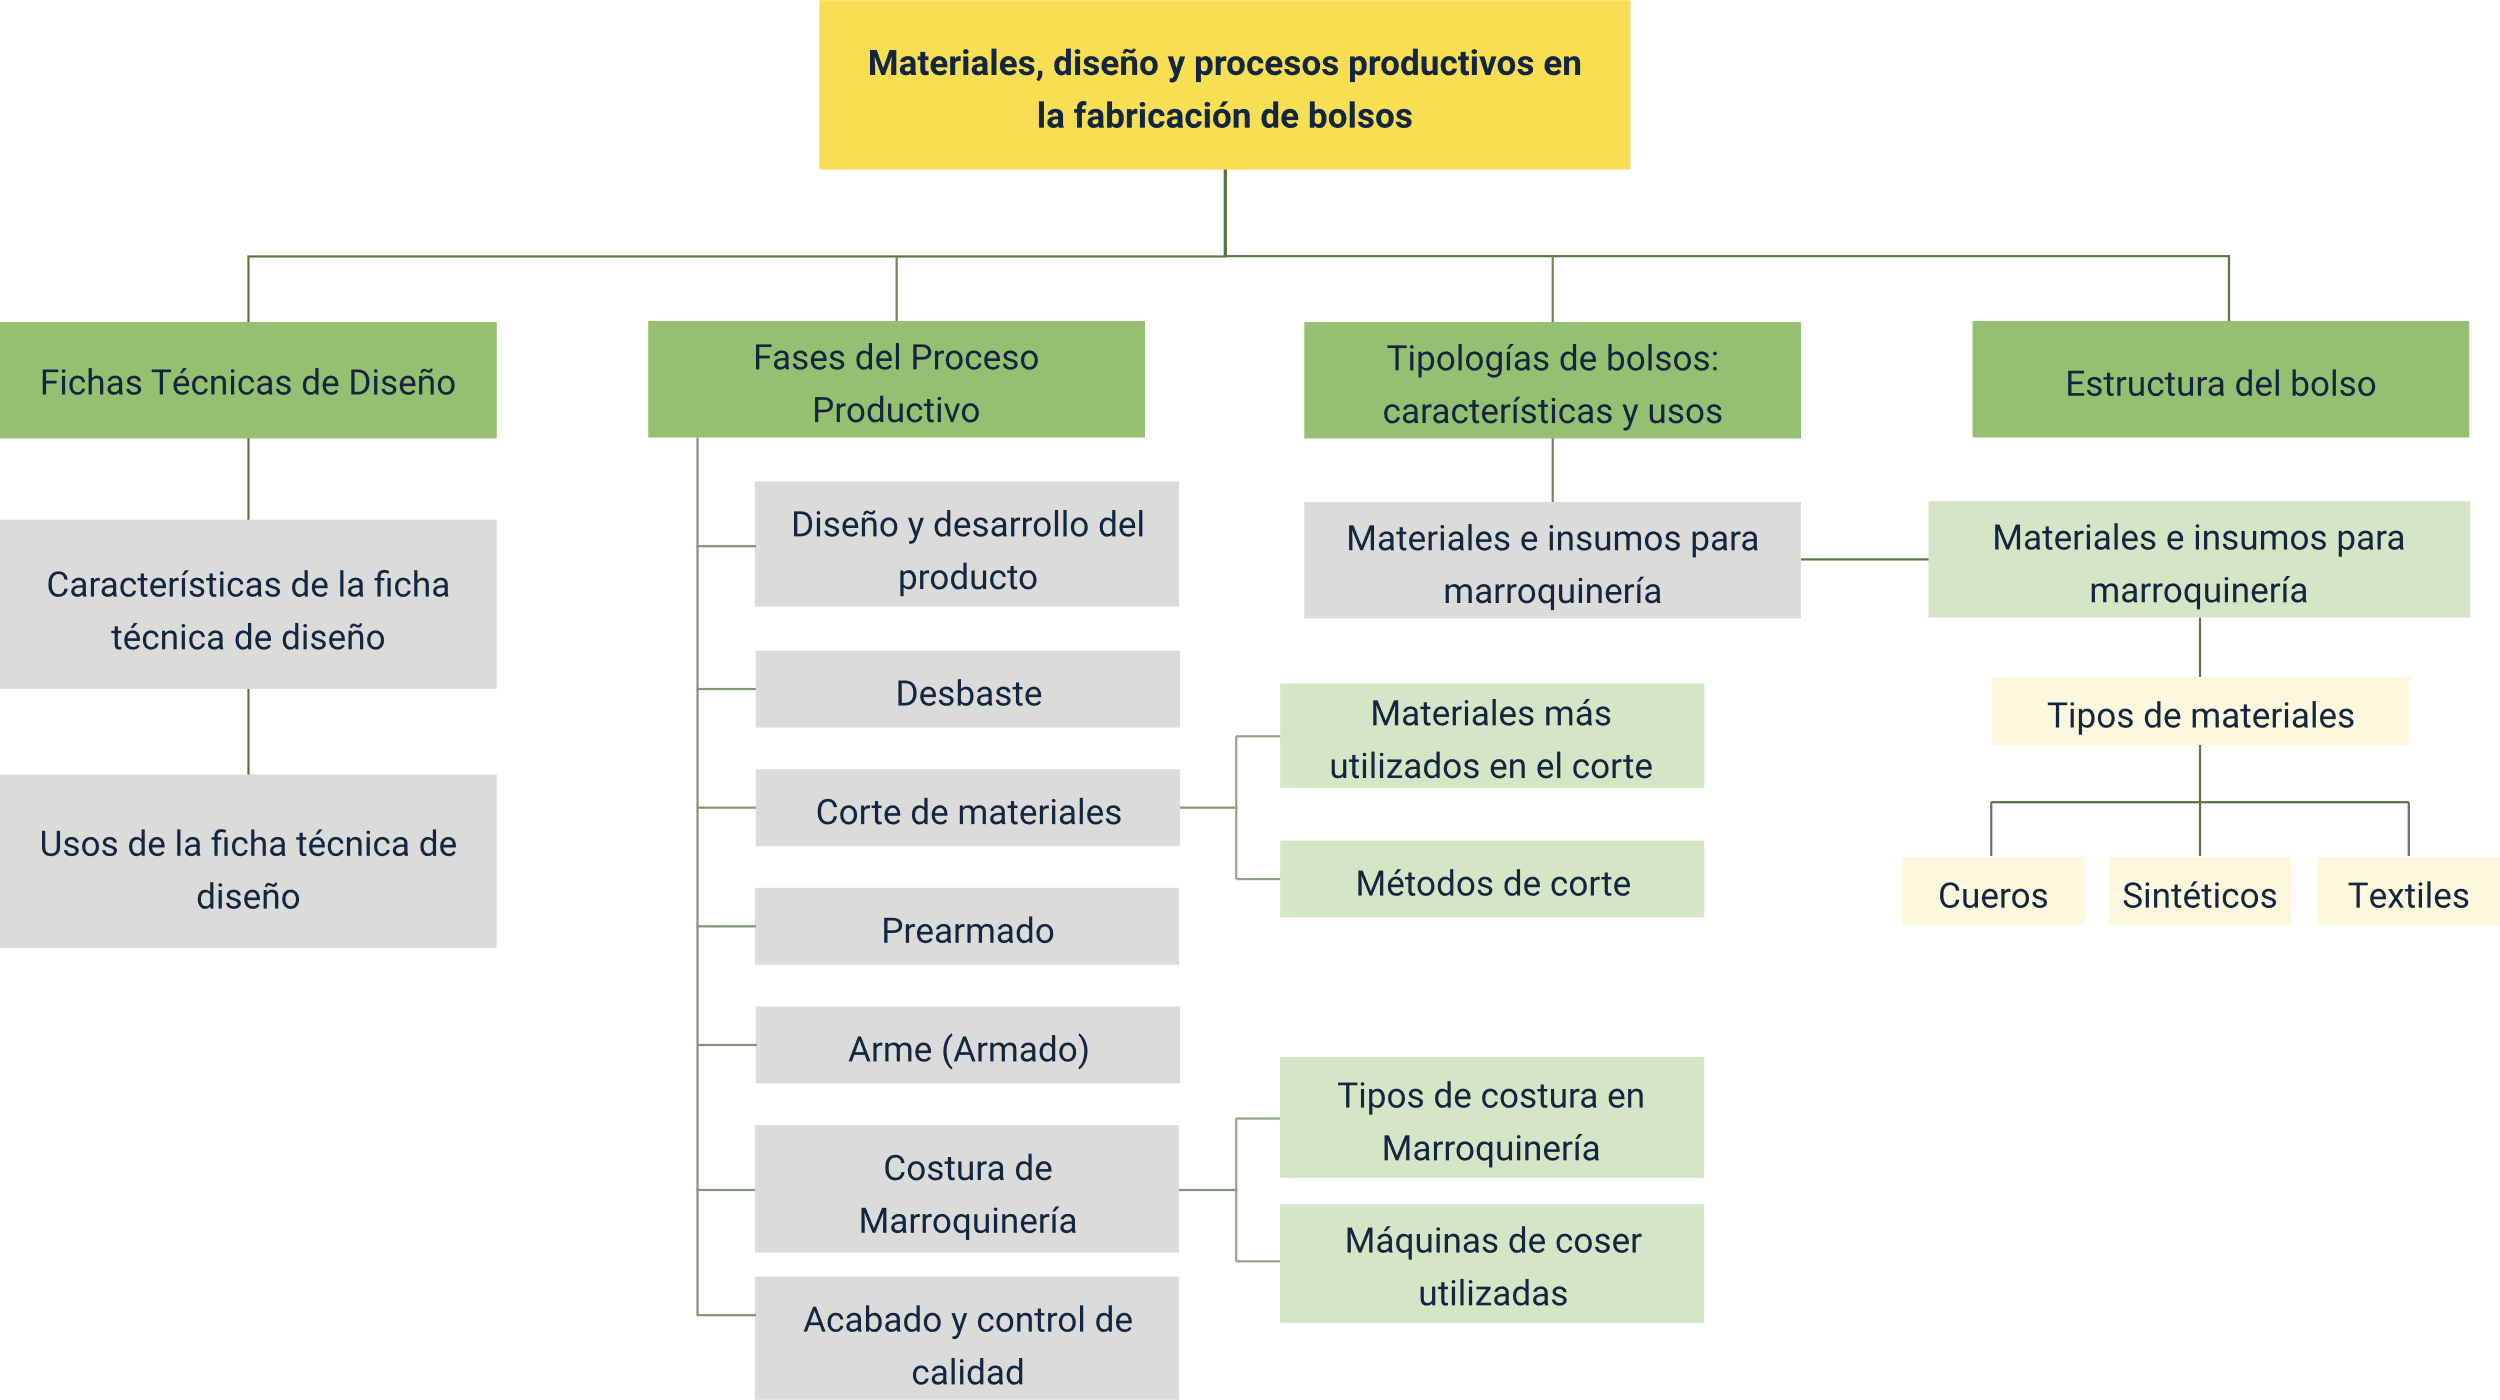 Materiales, diseño y procesos productivos en
la fabricación de bolsos
Fichas Técnicas de Diseño
Características de la ficha
técnica de diseño
Usos de la ficha técnica de
diseño
Fases del Proceso
Productivo
Diseño y desarrollo del
producto
Desbaste
Corte de materiales
Materiales más
utilizados en el corte
Métodos de corte
Prearmado
Arme (Armado)
Costura de
Marroquinería
Tipos de costura en
Marroquinería
Máquinas de coser
utilizadas
Acabado y control de
calidad
Tipologías de bolsos:
características y usos
Materiales e insumos para
marroquinería
Estructura del bolso
Materiales e insumos para
marroquinería
Tipos de materiales
Cueros
Sintéticos
Textiles